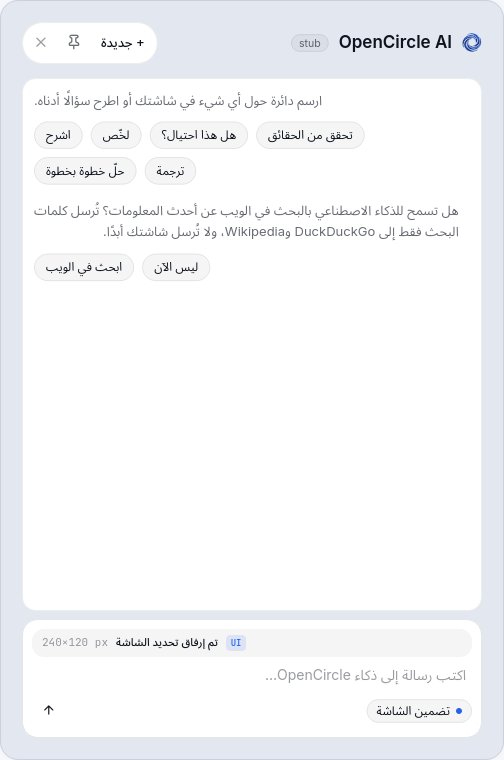 OpenCircle AI stub
+ جديدة
ارسم دائرة حول أي شيء في شاشتك أو اطرح سؤالًا أدناه.
تحقق من الحقائق هل هذا احتيال؟ لخّص اشرح
ترجمة حلّ خطوة بخطوة
هل تسمح للذكاء الاصطناعي بالبحث في الويب عن أحدث المعلومات؟ تُرسل كلمات
البحث فقط إلى DuckDuckGo وWikipedia، ولا تُرسل شاشتك أبدًا.
ليس الآن ابحث في الويب
UI تم إرفاق تحديد الشاشة 240×120 px
اكتب رسالة إلى ذكاء OpenCircle...
تضمين الشاشة